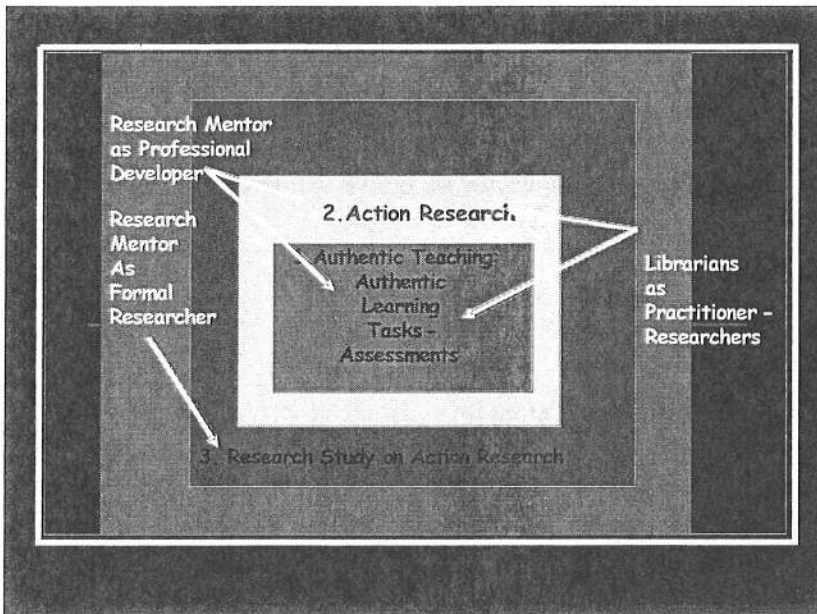 Research Mentor
as Professional
Developer
Research
Mentor
As
Formal
Researcher
2. Action Research
Authentic Teaching:
Authentic
Learning
Tasks –
Assessments
Librarians
as
Practitioner –
Researchers
3. Research Study on Action Research